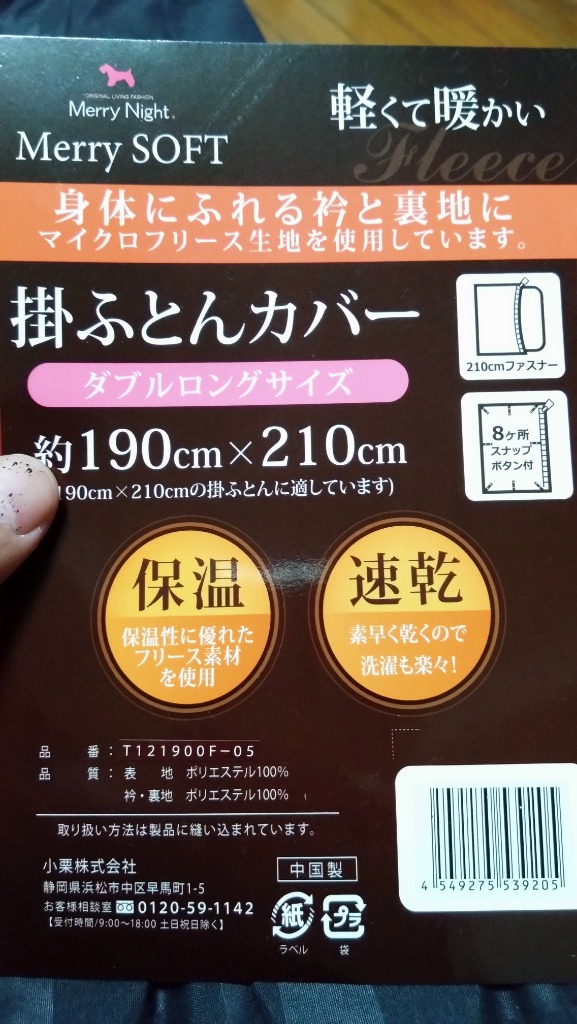 ORIGINAL LIVING FASHION
Merry Night
Merry SOFT
軽くて暖かい
Fleece
身体にふれる衿と裏地に
マイクロフリース生地を使用しています。
掛ふとんカバー
210cmファスナー
ダブルロングサイズ
8ヶ所
スナップ
ボタン付
約190cm×210cm
190cm×210cmの掛ふとんに適しています)
保温
保温性に優れた
フリース素材
を使用
速乾
素早く乾くので
洗濯も楽々!
品番:T121900F-05
品質:表地 ポリエステル100%
衿・裏地 ポリエステル100%
取り扱い方法は製品に縫い込まれています。
小栗株式会社
静岡県浜松市中区早馬町1-5
お客様相談室 0120-59-1142
【受付時間/9:00〜18:00 土日祝日除く】
中国製
紙
ラベル
プラ
袋
4 549275 539205